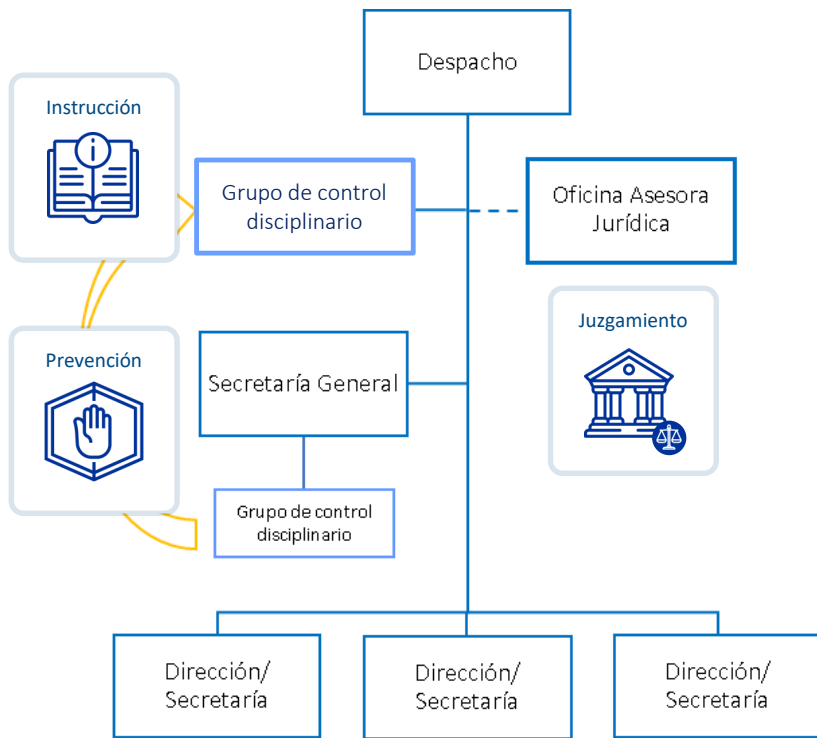 Despacho
Instrucción
Grupo de control
disciplinario
Oficina Asesora
Jurídica
Prevención
Secretaría General
Juzgamiento
Grupo de control
disciplinario
Dirección/
Secretaría
Dirección/
Secretaría
Dirección/
Secretaría